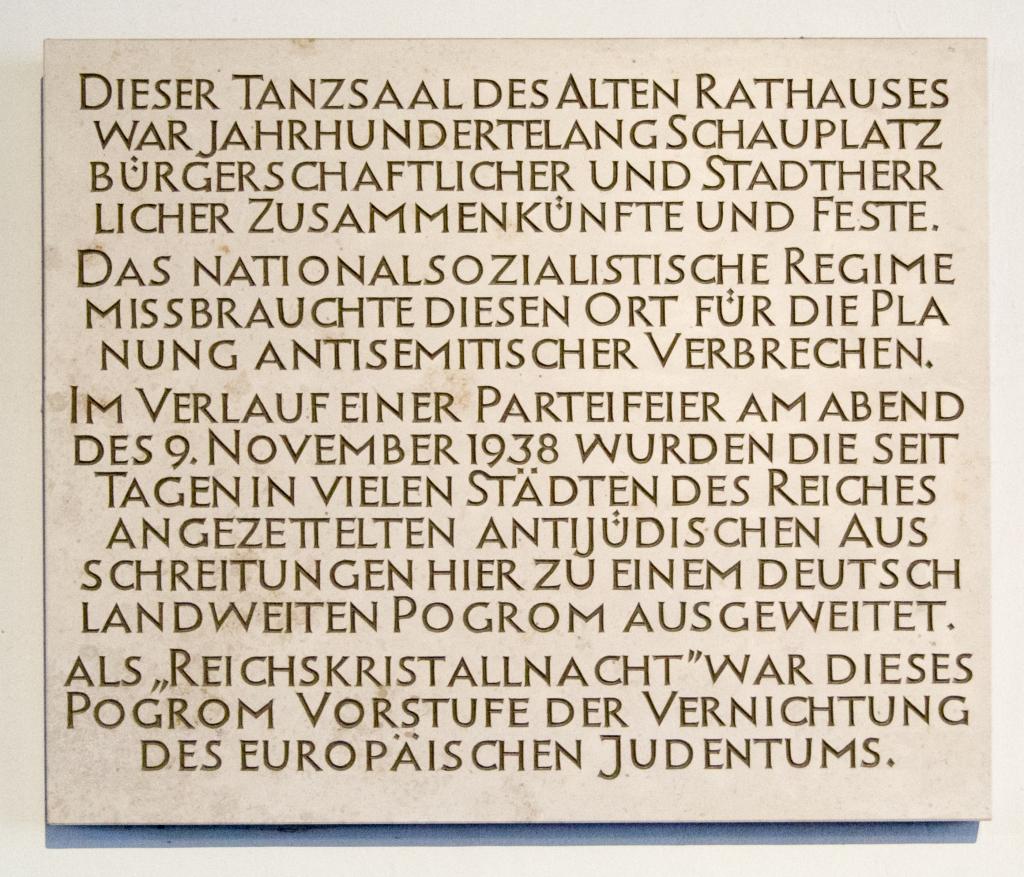 DIESER TANZSAAL DES ALTEN RATHAUSES
WAR JAHRHUNDERTELANG SCHAUPLATZ
BÜRGERSCHAFTLICHER UND STADTHERR
LICHER ZUSAMMENKÜNFTE UND FESTE.
DAS NATIONALSOZIALISTISCHE REGIME
MISSBRAUCHTE DIESEN ORT FÜR DIE PLA
NUNG ANTISEMITISCHER VERBRECHEN.
IM VERLAUF EINER PARTEIFEIER AM ABEND
DES 9. NOVEMBER 1938 WURDEN DIE SEIT
TAGEN IN VIELEN STÄDTEN DES REICHES
ANGEZETTELTEN ANTIJÜDISCHEN AUS
SCHREITUNGEN HIER ZU EINEM DEUTSCH
LANDWEITEN POGROM AUSGEWEITET.
ALS „REICHSKRISTALLNACHT” WAR DIESES
POGROM VORSTUFE DER VERNICHTUNG
DES EUROPÄISCHEN JUDENTUMS.